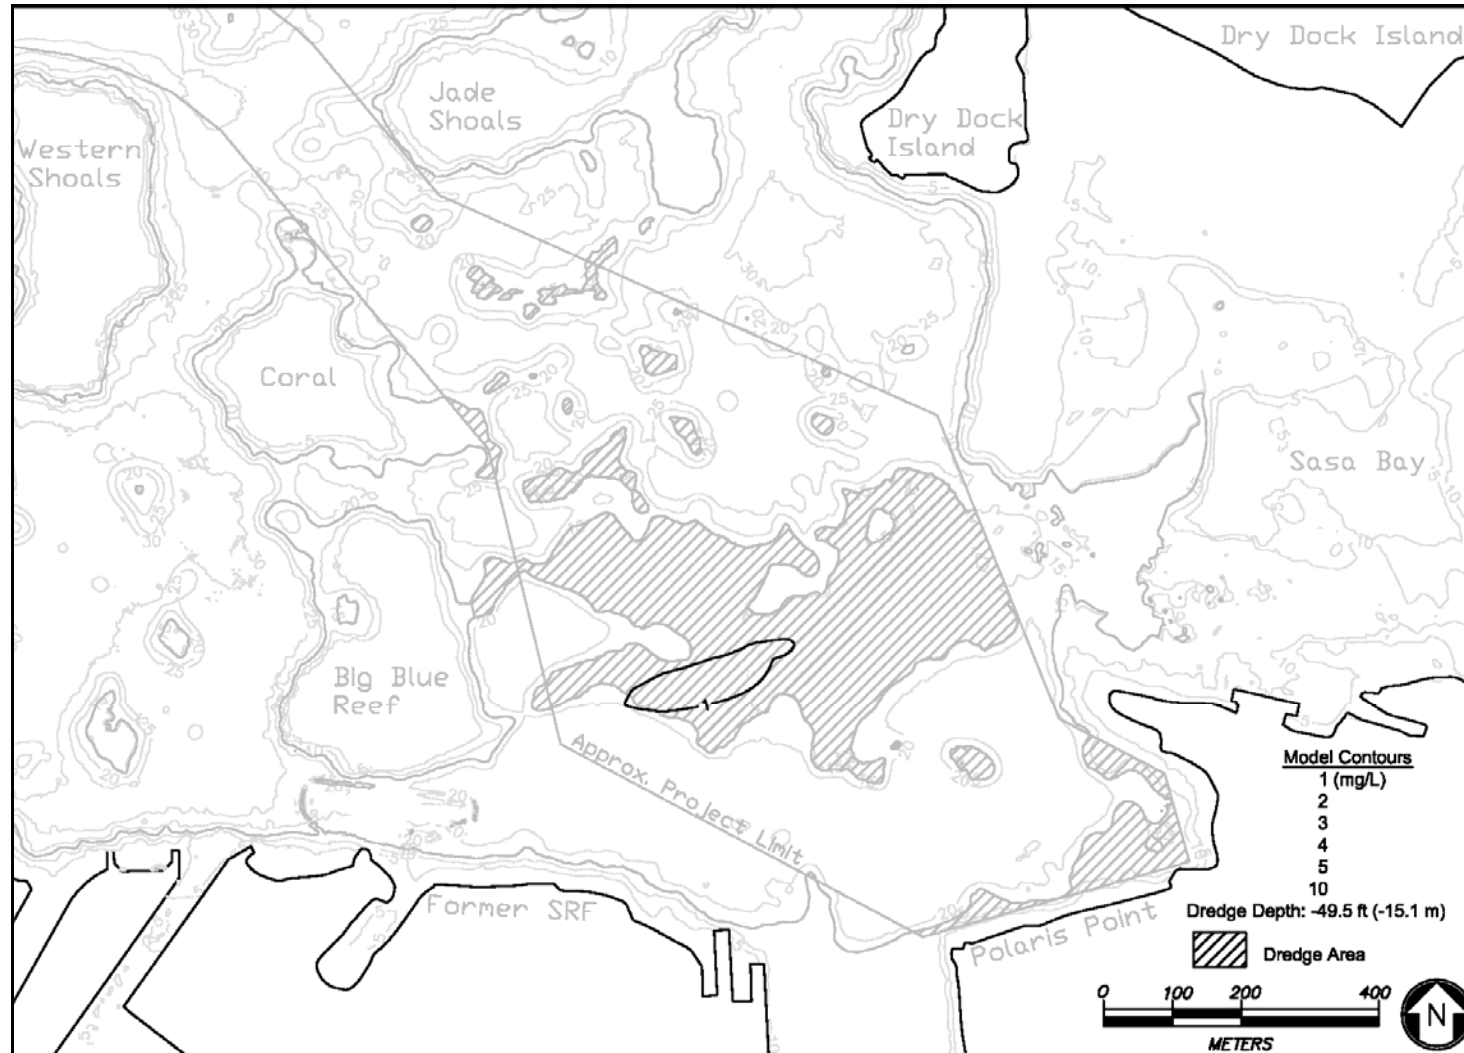 Dry Dock Island
Jade
Shoals
Dry Dock
Island
Western
Shoals
Coral
Sasa Bay
Big Blue
Reef
1
Approx. Project Limit
Former SRF
Polaris Point
Model Contours
1 (mg/L)
2
3
4
5
10
Dredge Depth: -49.5 ft (-15.1 m)
Dredge Area
0 100 200 400
METERS
N